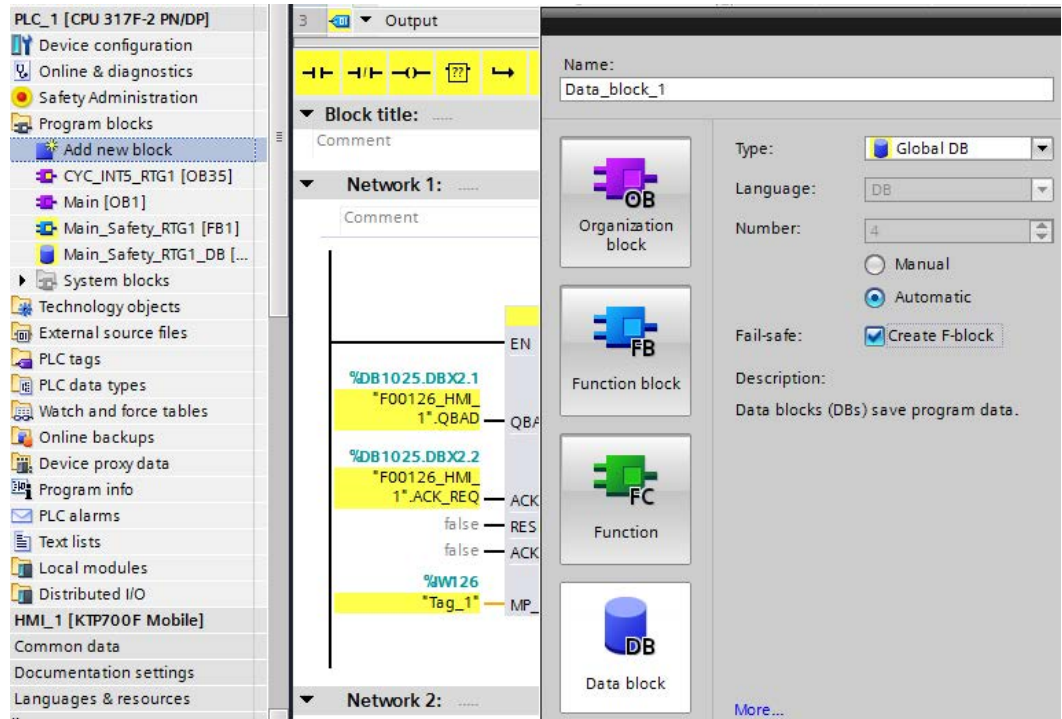 PLC_1 [CPU 317F-2 PN/DP]
Device configuration
Online & diagnostics
Safety Administration
Program blocks
Add new block
CYC_INT5_RTG1 [OB35]
Main [OB1]
Main_Safety_RTG1 [FB1]
Main_Safety_RTG1_DB [...
System blocks
Technology objects
External source files
PLC tags
PLC data types
Watch and force tables
Online backups
Device proxy data
Program info
PLC alarms
Text lists
Local modules
Distributed I/O
HMI_1 [KTP700F Mobile]
Common data
Documentation settings
Languages & resources
3 Output
??
Block title: .....
Comment
Network 1: .....
Comment
EN
%DB1025.DBX2.1
"F00126_HMI_
1".QBAD
QBA
%DB1025.DBX2.2
"F00126_HMI_
1".ACK_REQ
ACK
false RES
false ACK
%IW126
"Tag_1" MP_
Network 2: .....
Name:
Data_block_1
OB
Organization
block
FB
Function block
FC
Function
DB
Data block
Type: Global DB
Language: DB
Number: 4
Manual
Automatic
Fail-safe: Create F-block
Description:
Data blocks (DBs) save program data.
More...